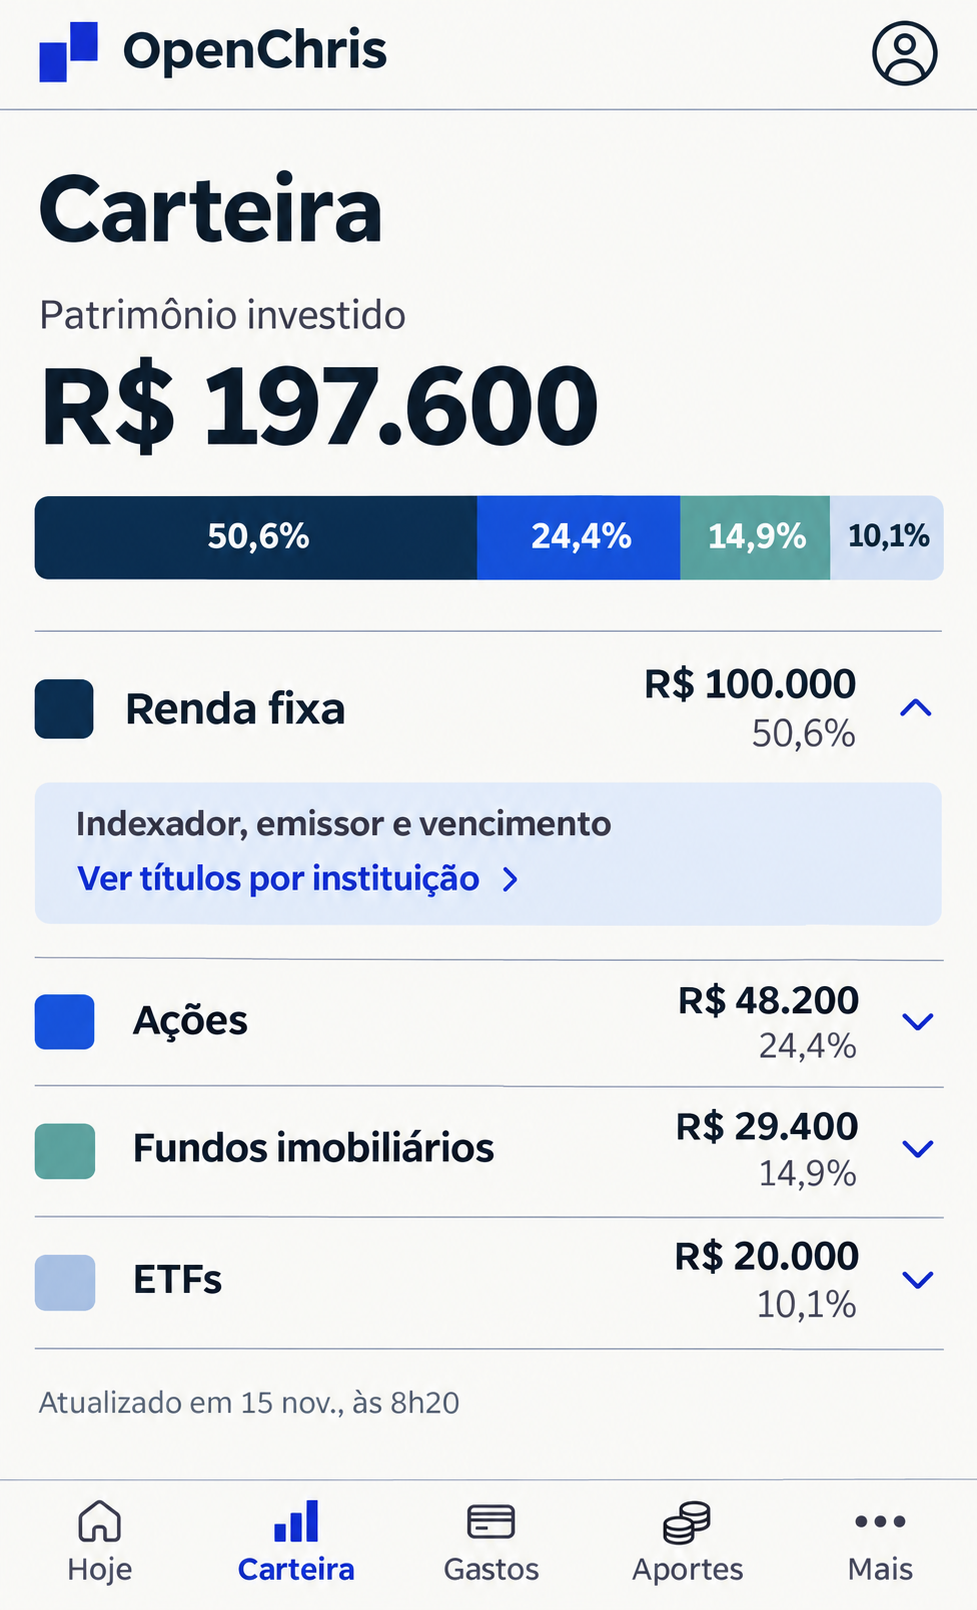 OpenChris
Carteira
Patrimônio investido
R$ 197.600
50,6% 24,4% 14,9% 10,1%
Renda fixa
R$ 100.000
50,6%
Indexador, emissor e vencimento
Ver títulos por instituição
Ações
R$ 48.200
24,4%
Fundos imobiliários
R$ 29.400
14,9%
ETFs
R$ 20.000
10,1%
Atualizado em 15 nov., às 8h20
Hoje Carteira Gastos Aportes Mais